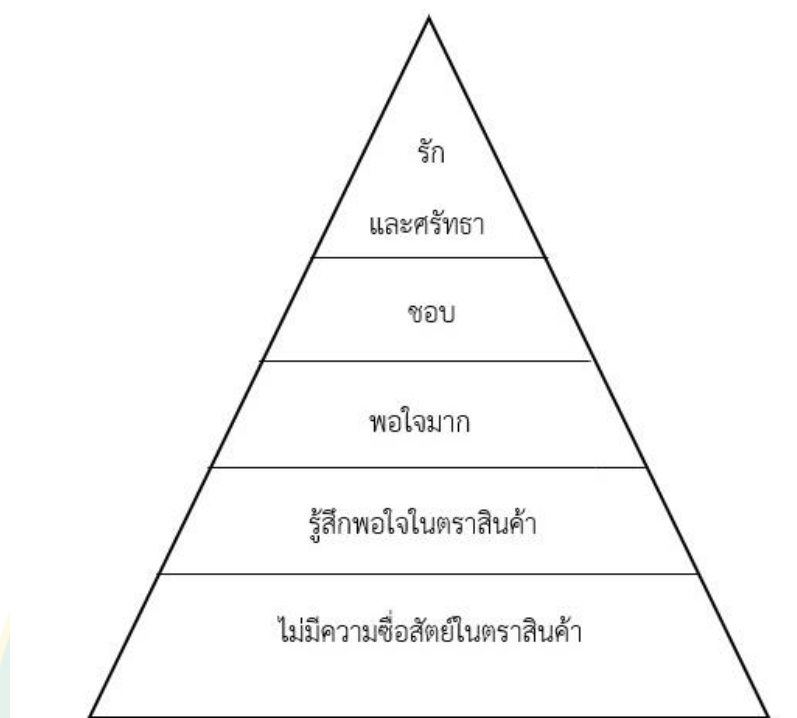 รัก
และศรัทธา
ชอบ
พอใจมาก
รู้สึกพอใจในตราสินค้า
ไม่มีความซื่อสัตย์ในตราสินค้า